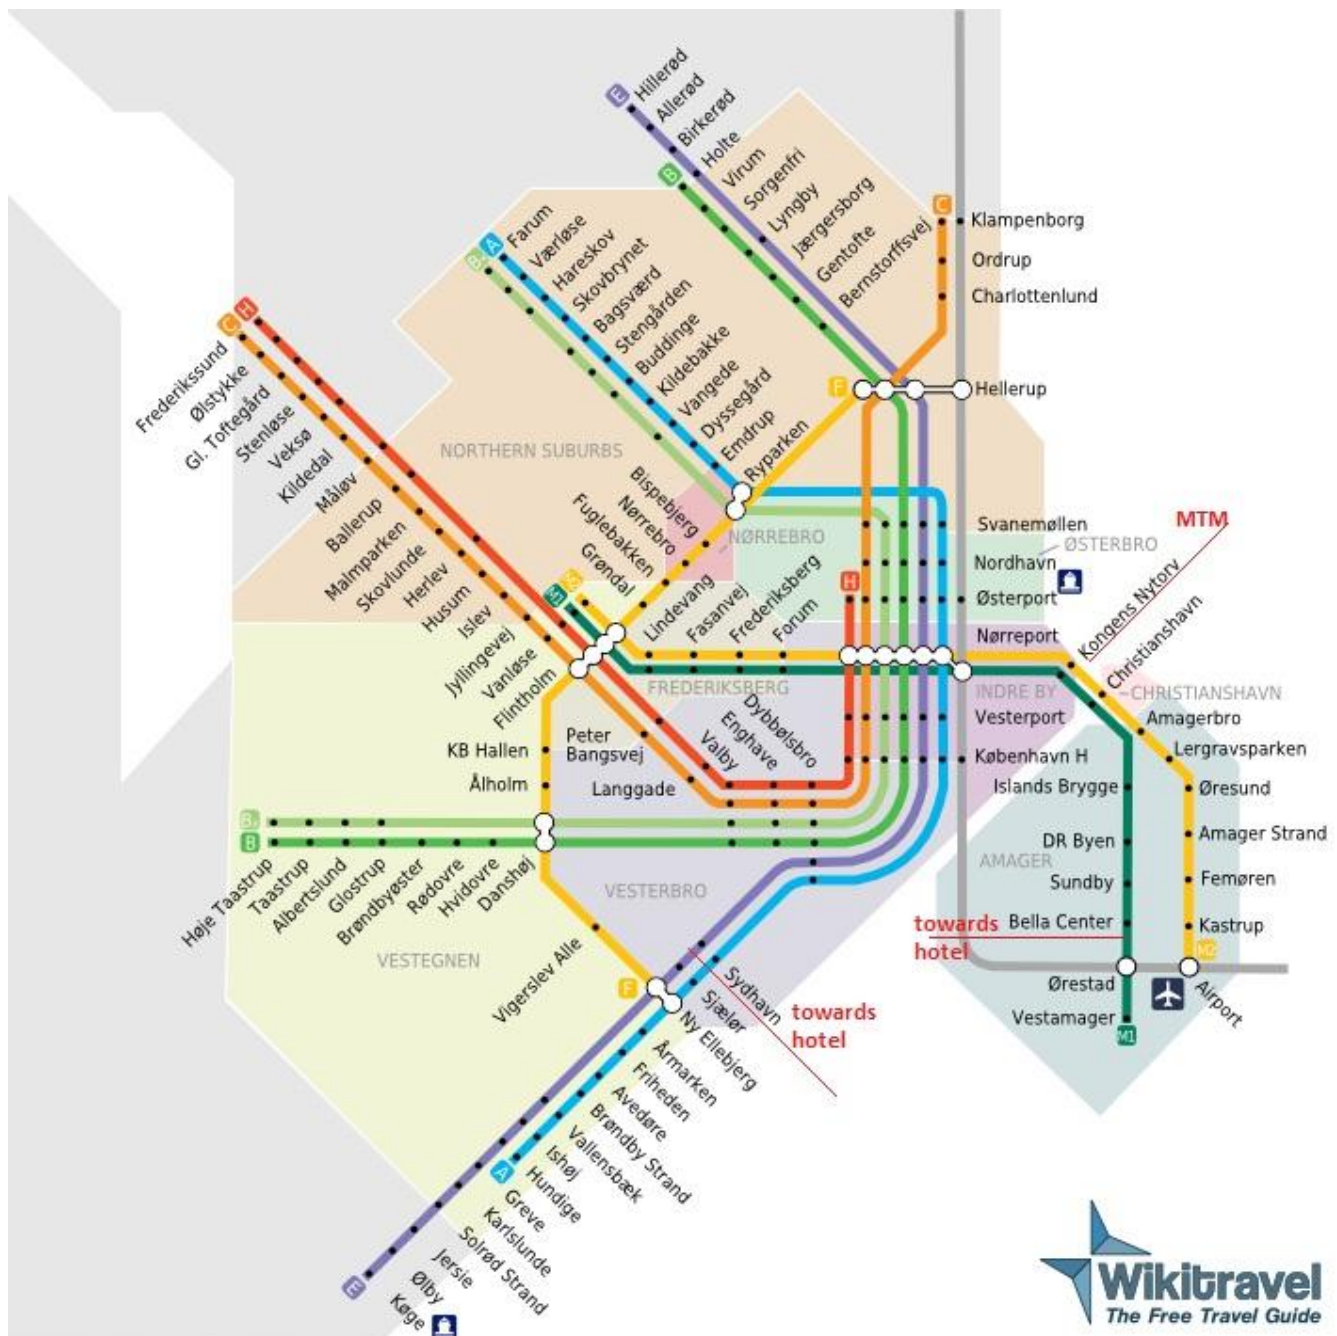 E
Hillerød
Allerød
Birkerød
Holte
Virum
Sorgenfri
Lyngby
Jærgersborg
Gentofte
Bernstorffsvej
B
C
Klampenborg
Ordrup
Charlottenlund
Hellerup
A
Farum
Værløse
Hareskov
Skovbrynet
Bagsværd
Stengården
Buddinge
Kildebakke
Vangede
Dyssegård
Emdrup
Ryparken
F
H
C
Frederikssund
Ølstykke
Gl. Toftegård
Stenløse
Veksø
Kildedal
Måløv
Ballerup
Malmparken
Skovlunde
Herlev
Husum
Islev
Jyllingevej
Vanløse
Flintholm
NORTHERN SUBURBS
Bispebjerg
Nørrebro
Fuglebakken
Grøndal
NØRREBRO
M2
M1
Lindevang
Fasanvej
Frederiksberg
Forum
FREDERIKSBERG
H
Svanemøllen
ØSTERBRO
Nordhavn
Østerport
Nørreport
MTM
Kongens Nytorv
Christianshavn
INDRE BY
CHRISTIANSHAVN
Vesterport
København H
Amagerbro
Lergravsparken
Øresund
Amager Strand
Femøren
Kastrup
M2
Airport
Islands Brygge
DR Byen
AMAGER
Sundby
Bella Center
towards
hotel
Ørestad
Vestamager
M1
KB Hallen
Peter
Bangsvej
Ålholm
Langgade
Valby
Enghave
Dybbølsbro
B
Høje Taastrup
Taastrup
Albertslund
Glostrup
Brøndbyøster
Rødovre
Hvidovre
Danshøj
VESTERBRO
VESTEGNEN
Vigerslev Alle
F
Sydhavn
Sjælør
Ny Ellebjerg
towards
hotel
Årmarken
Friheden
Avedøre
Brøndby Strand
Vallensbæk
Ishøj
Hundige
Greve
A
Karlslunde
Solrød Strand
Jersie
Ølby
Køge
E
Wikitravel
The Free Travel Guide